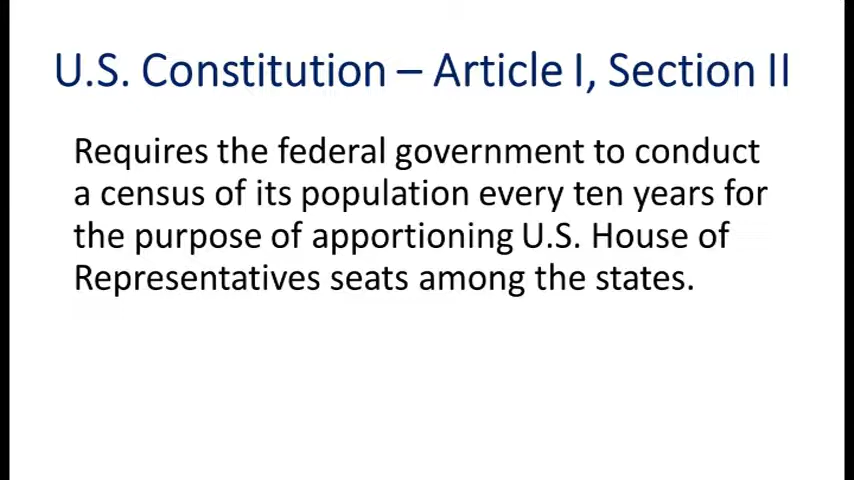 U.S. Constitution – Article I, Section II
Requires the federal government to conduct
a census of its population every ten years for
the purpose of apportioning U.S. House of
Representatives seats among the states.